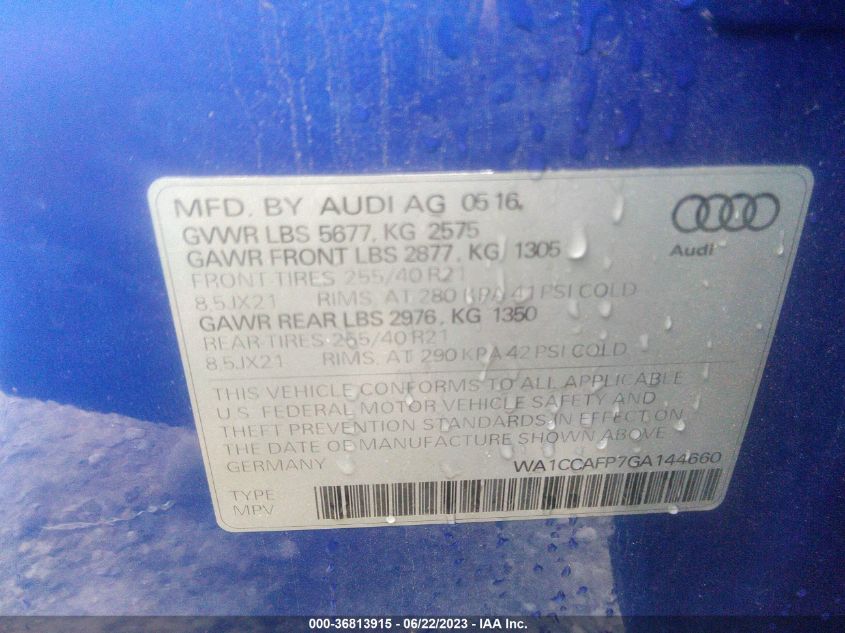 MFD. BY AUDI AG 05 16,
GVWR LBS 5677, KG 2575
GAWR FRONT LBS 2877, KG 1305
FRONT TIRES 255/40 R21
8,5JX21 RIMS, AT 280 KPA 41 PSI COLD
GAWR REAR LBS 2976, KG 1350
REAR TIRES 255/40 R21
8,5JX21 RIMS, AT 290 KPA 42 PSI COLD
Audi
THIS VEHICLE CONFORMS TO ALL APPLICABLE
U.S. FEDERAL MOTOR VEHICLE SAFETY AND
THEFT PREVENTION STANDARDS IN EFFECT ON
THE DATE OF MANUFACTURE SHOWN ABOVE.
GERMANY WA1CCAFP7GA144660
TYPE
MPV
000-36813915 - 06/22/2023 - IAA Inc.